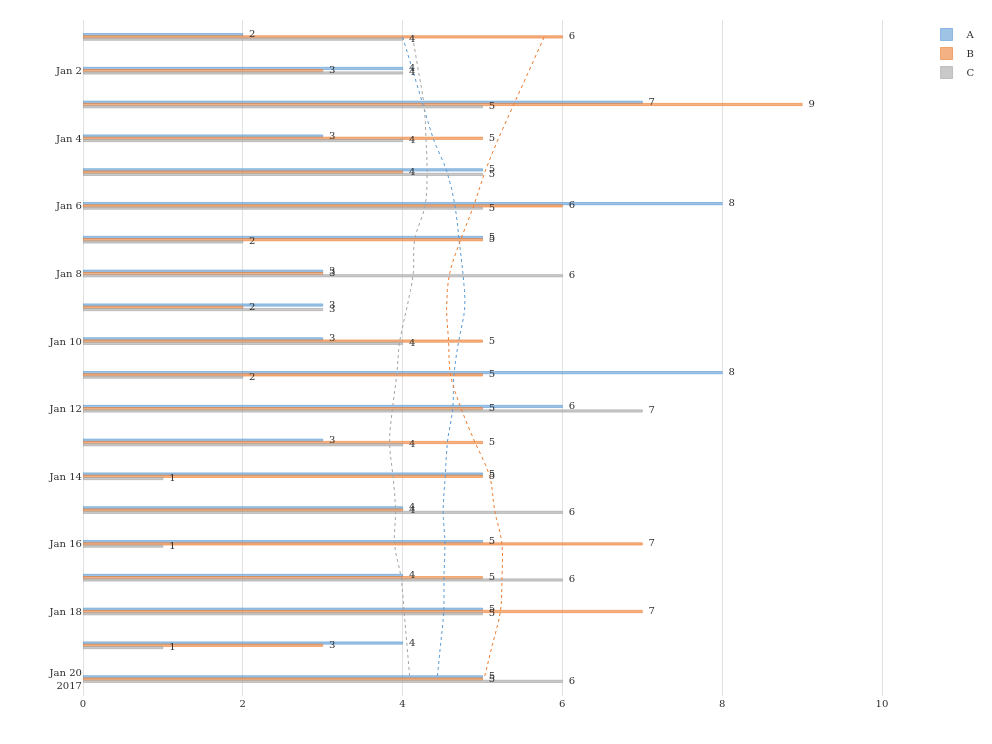 2 4 6
Jan 2 3 4 4
5 7 9
Jan 4 3 4 5
4 5 5
Jan 6 5 6 8
2 5 5
Jan 8 3 3 6
2 3 3
Jan 10 3 4 5
2 5 8
Jan 12 5 6 7
3 4 5
Jan 14 1 5 5
4 4 6
Jan 16 1 5 7
4 5 6
Jan 18 5 5 7
1 3 4
Jan 20 5 5 6
2017
0 2 4 6 8 10
A
B
C